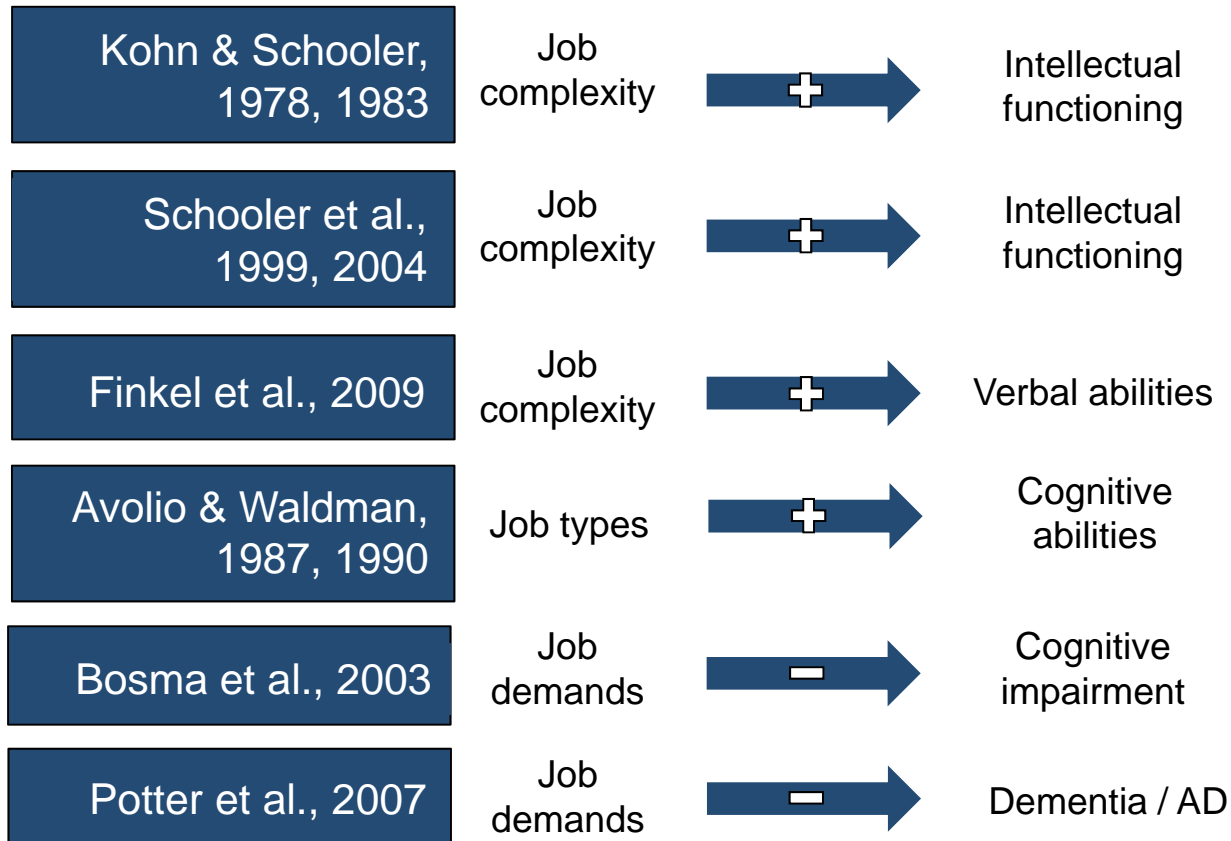 Kohn & Schooler,
1978, 1983
Job
complexity
+
Intellectual
functioning
Schooler et al.,
1999, 2004
Job
complexity
+
Intellectual
functioning
Finkel et al., 2009
Job
complexity
+
Verbal abilities
Avolio & Waldman,
1987, 1990
Job types
+
Cognitive
abilities
Bosma et al., 2003
Job
demands
-
Cognitive
impairment
Potter et al., 2007
Job
demands
-
Dementia / AD